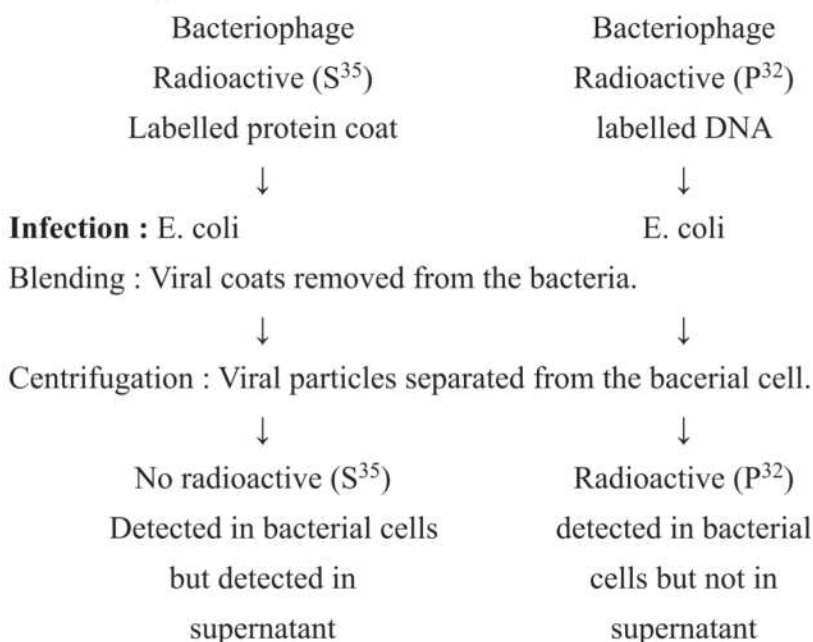 Bacteriophage Bacteriophage
Radioactive (S³⁵) Radioactive (P³²)
Labelled protein coat labelled DNA
↓ ↓
Infection : E. coli E. coli
Blending : Viral coats removed from the bacteria.
↓ ↓
Centrifugation : Viral particles separated from the bacerial cell.
↓ ↓
No radioactive (S³⁵) Radioactive (P³²)
Detected in bacterial cells detected in bacterial
but detected in cells but not in
supernatant supernatant